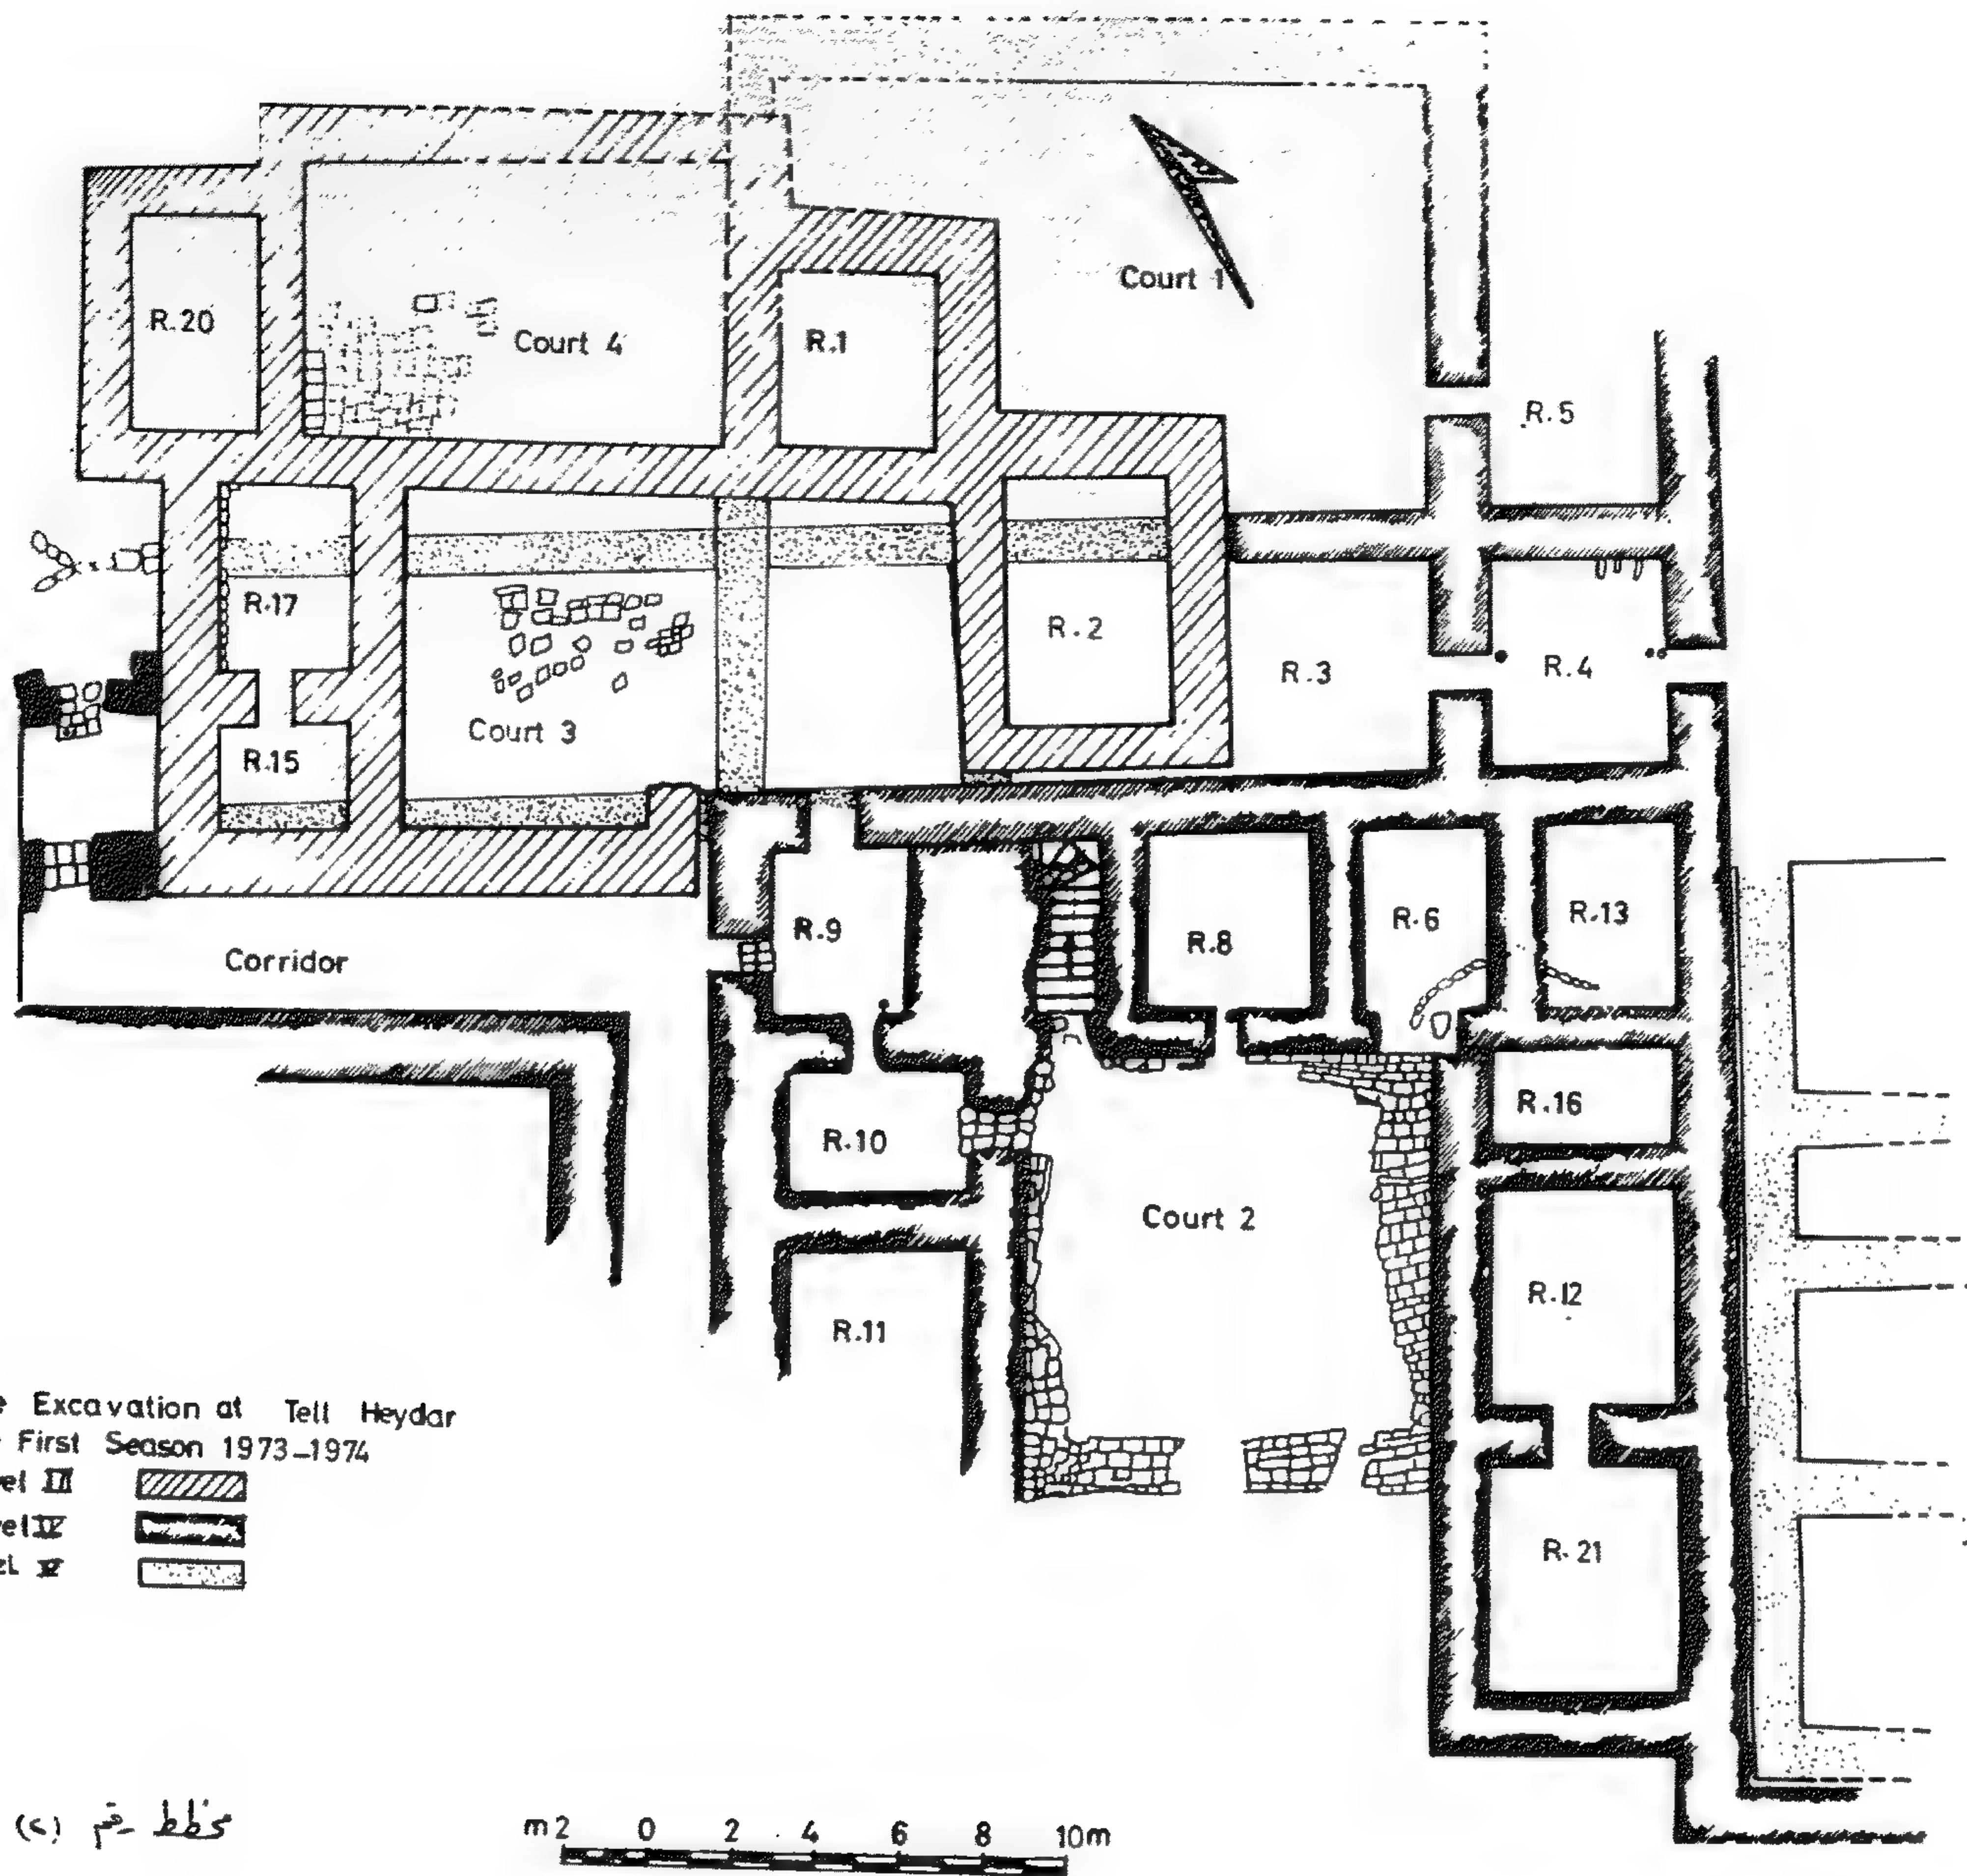 Court 1
R.20
Court 4
R.1
R.5
R.17
R.2
R.3
R.4
Court 3
R.15
R.9
R.8
R.6
R.13
Corridor
R.16
R.10
Court 2
R.12
R.11
R.21
Excavation at Tell Heydar
First Season 1973-1974
III
IV
V
m2 0 2 4 6 8 10m